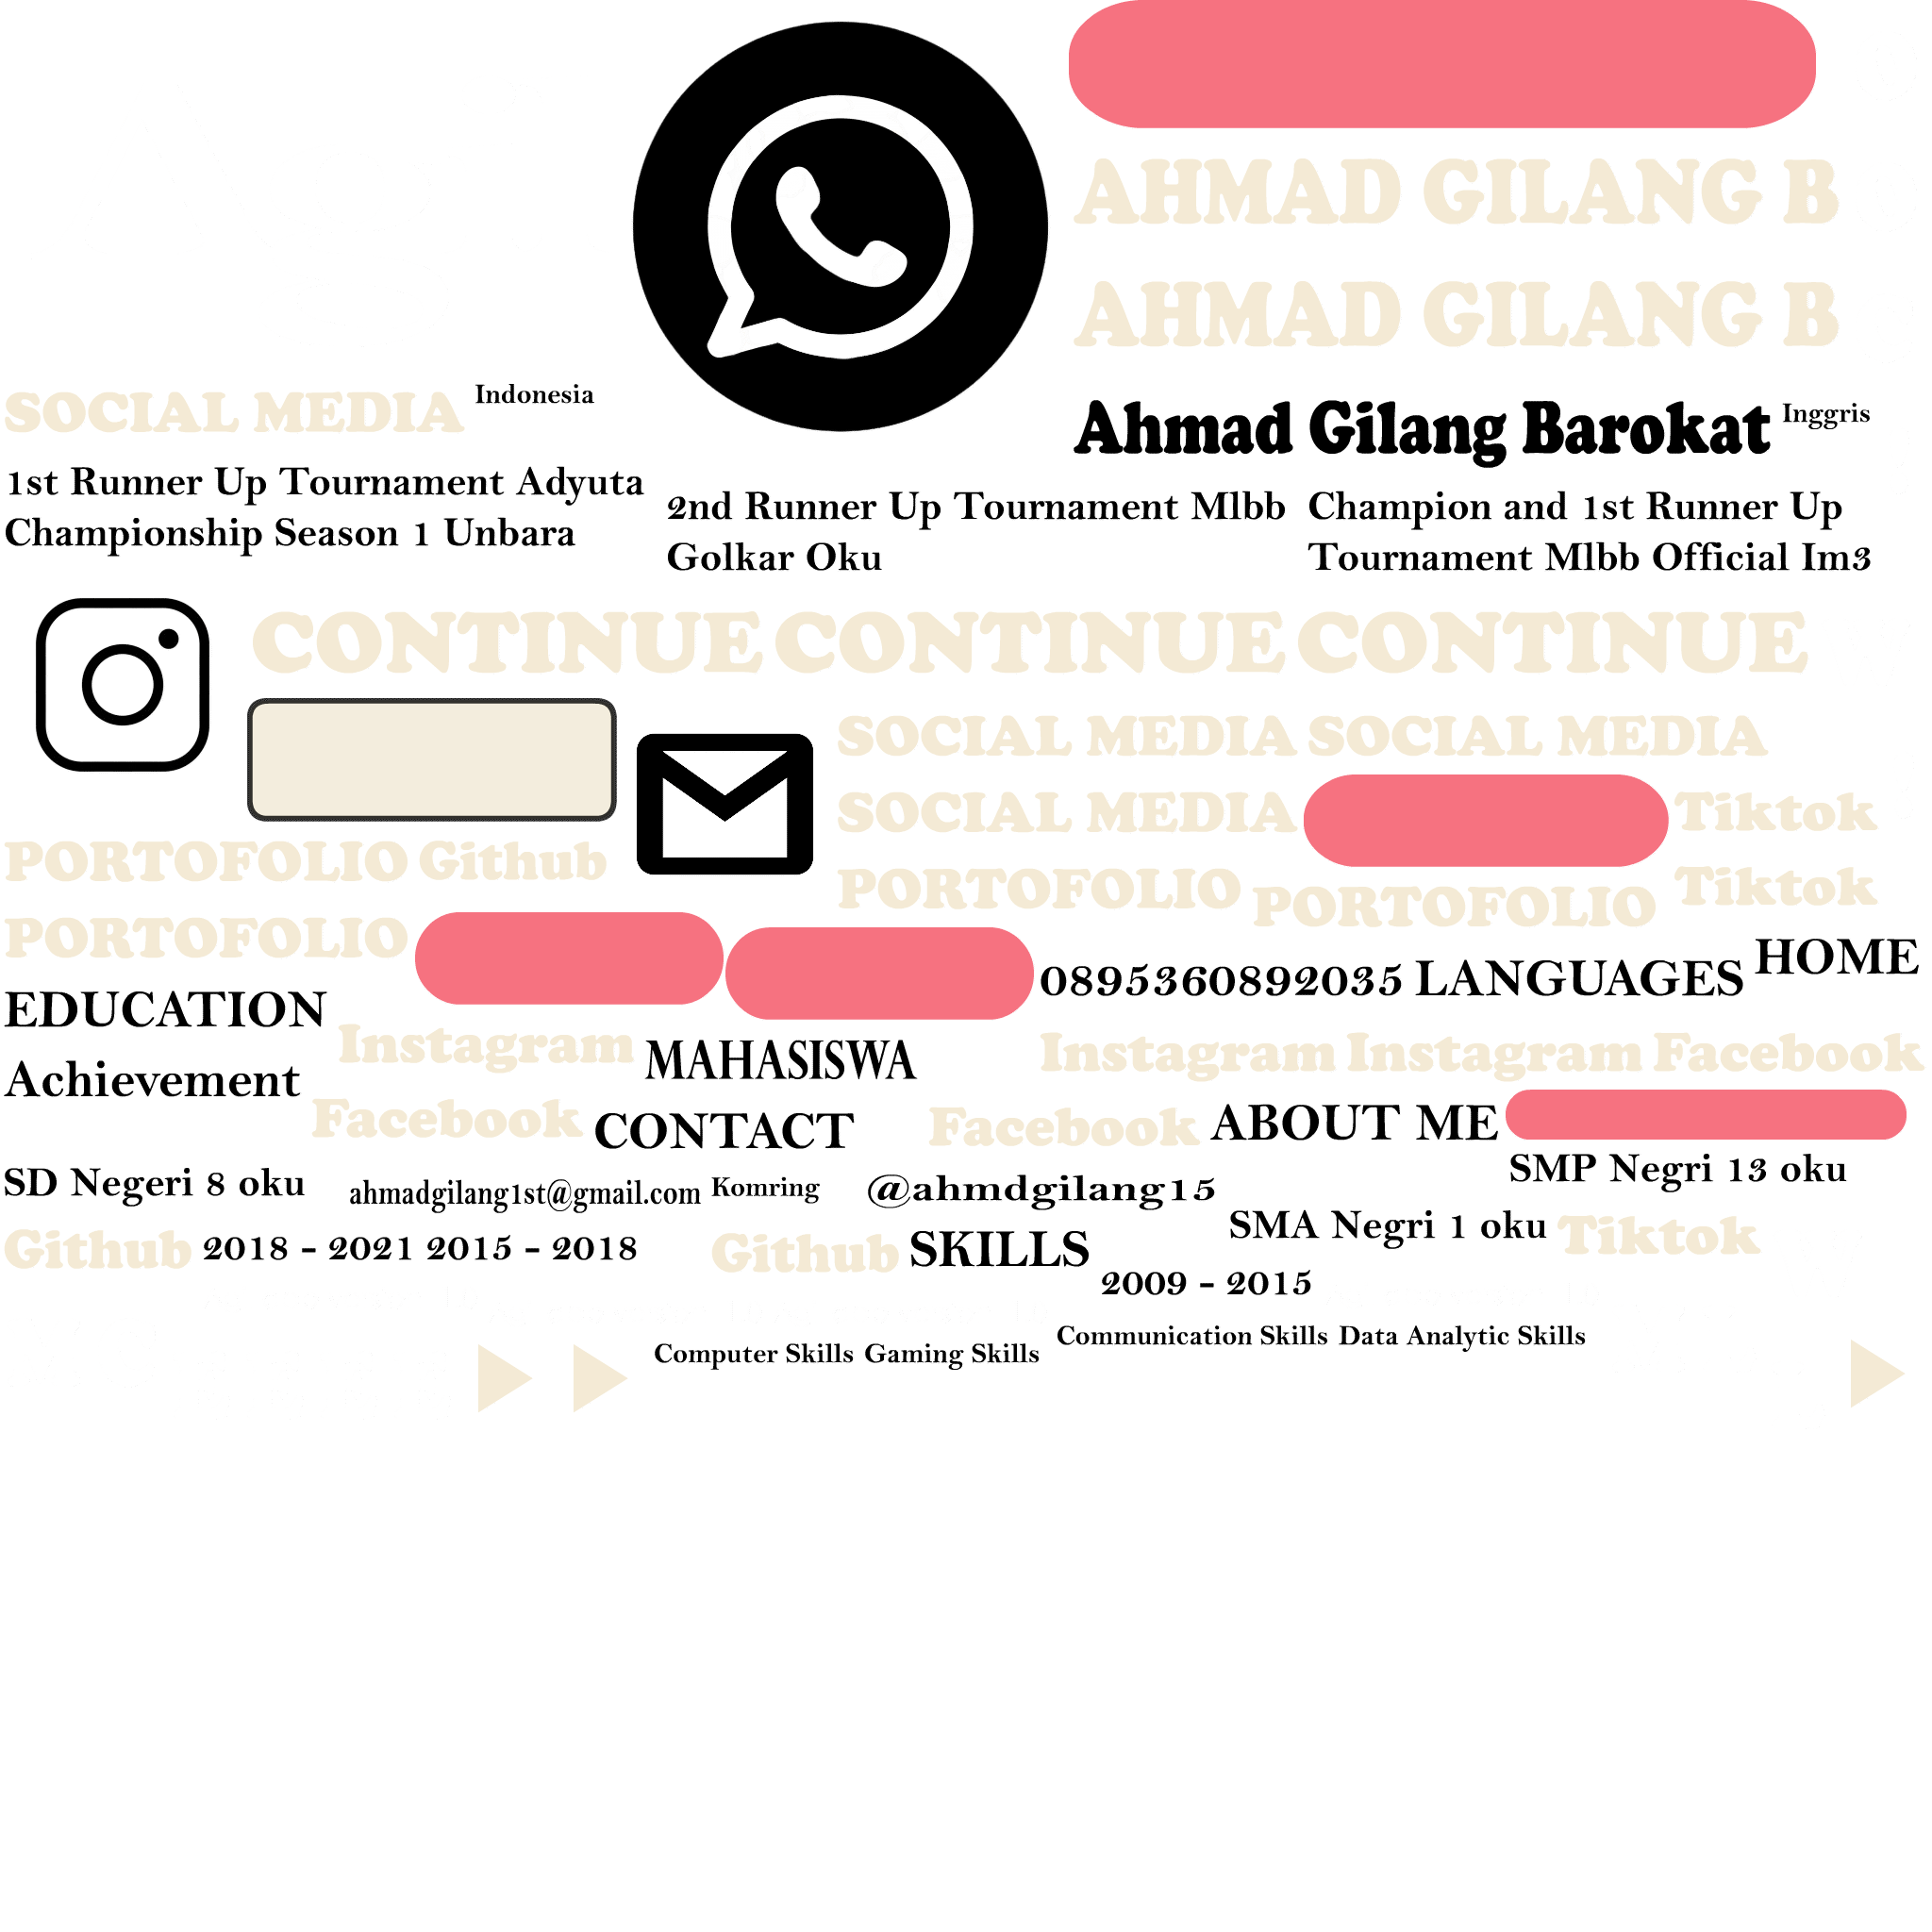 AHMAD GILANG B
AHMAD GILANG B
SOCIAL MEDIA
Indonesia
Ahmad Gilang Barokat
Inggris
1st Runner Up Tournament Adyuta
Championship Season 1 Unbara
2nd Runner Up Tournament Mlbb
Golkar Oku
Champion and 1st Runner Up
Tournament Mlbb Official Im3
CONTINUE
CONTINUE
CONTINUE
SOCIAL MEDIA
SOCIAL MEDIA
SOCIAL MEDIA
Tiktok
PORTOFOLIO
Github
PORTOFOLIO
PORTOFOLIO
Tiktok
PORTOFOLIO
0895360892035
LANGUAGES
HOME
EDUCATION
Instagram
MAHASISWA
Instagram
Instagram
Facebook
Achievement
Facebook
CONTACT
Facebook
ABOUT ME
SD Negeri 8 oku
ahmadgilang1st@gmail.com
Komring
@ahmdgilang15
SMP Negri 13 oku
Github
2018 - 2021
2015 - 2018
Github
SKILLS
SMA Negri 1 oku
Tiktok
2009 - 2015
Computer Skills
Gaming Skills
Communication Skills
Data Analytic Skills